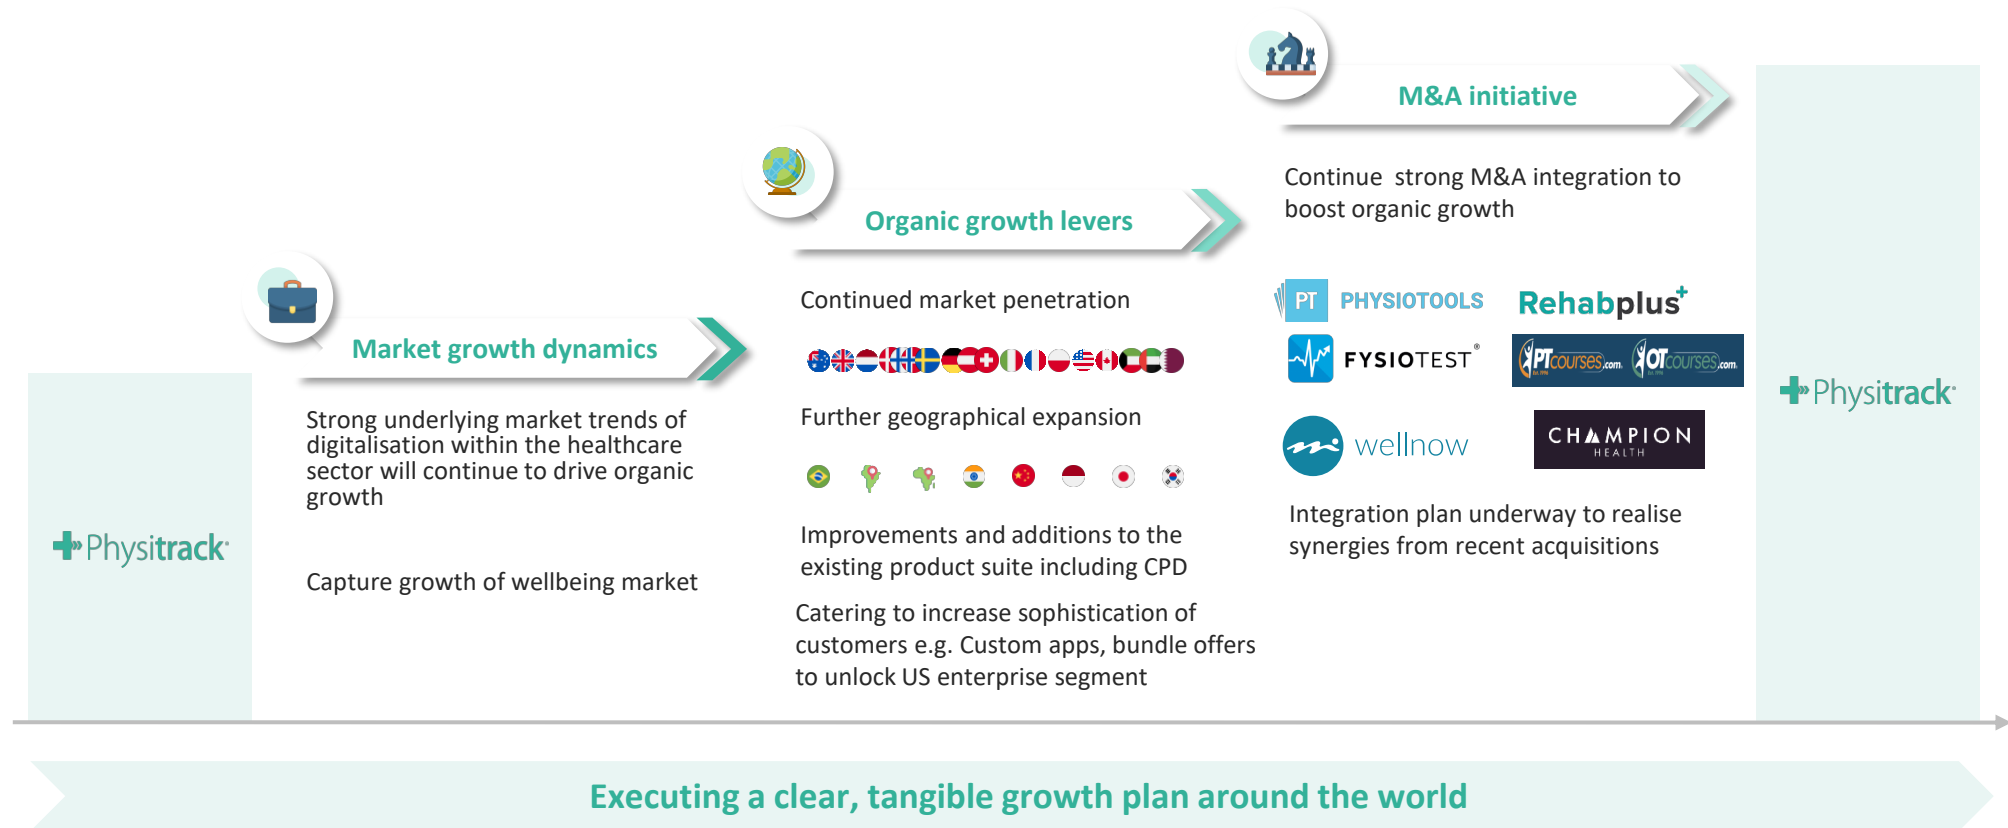 Physitrack
Market growth dynamics
Strong underlying market trends of
digitalisation within the healthcare
sector will continue to drive organic
growth
Capture growth of wellbeing market
Organic growth levers
Continued market penetration
Further geographical expansion
Improvements and additions to the
existing product suite including CPD
Catering to increase sophistication of
customers e.g. Custom apps, bundle offers
to unlock US enterprise segment
M&A initiative
Continue strong M&A integration to
boost organic growth
PT PHYSIOTOOLS
Rehabplus+
FYSIOTEST®
PTcourses.com Est. 1996
OTcourses.com Est. 1996
wellnow
CHAMPION
HEALTH
Integration plan underway to realise
synergies from recent acquisitions
Physitrack
Executing a clear, tangible growth plan around the world